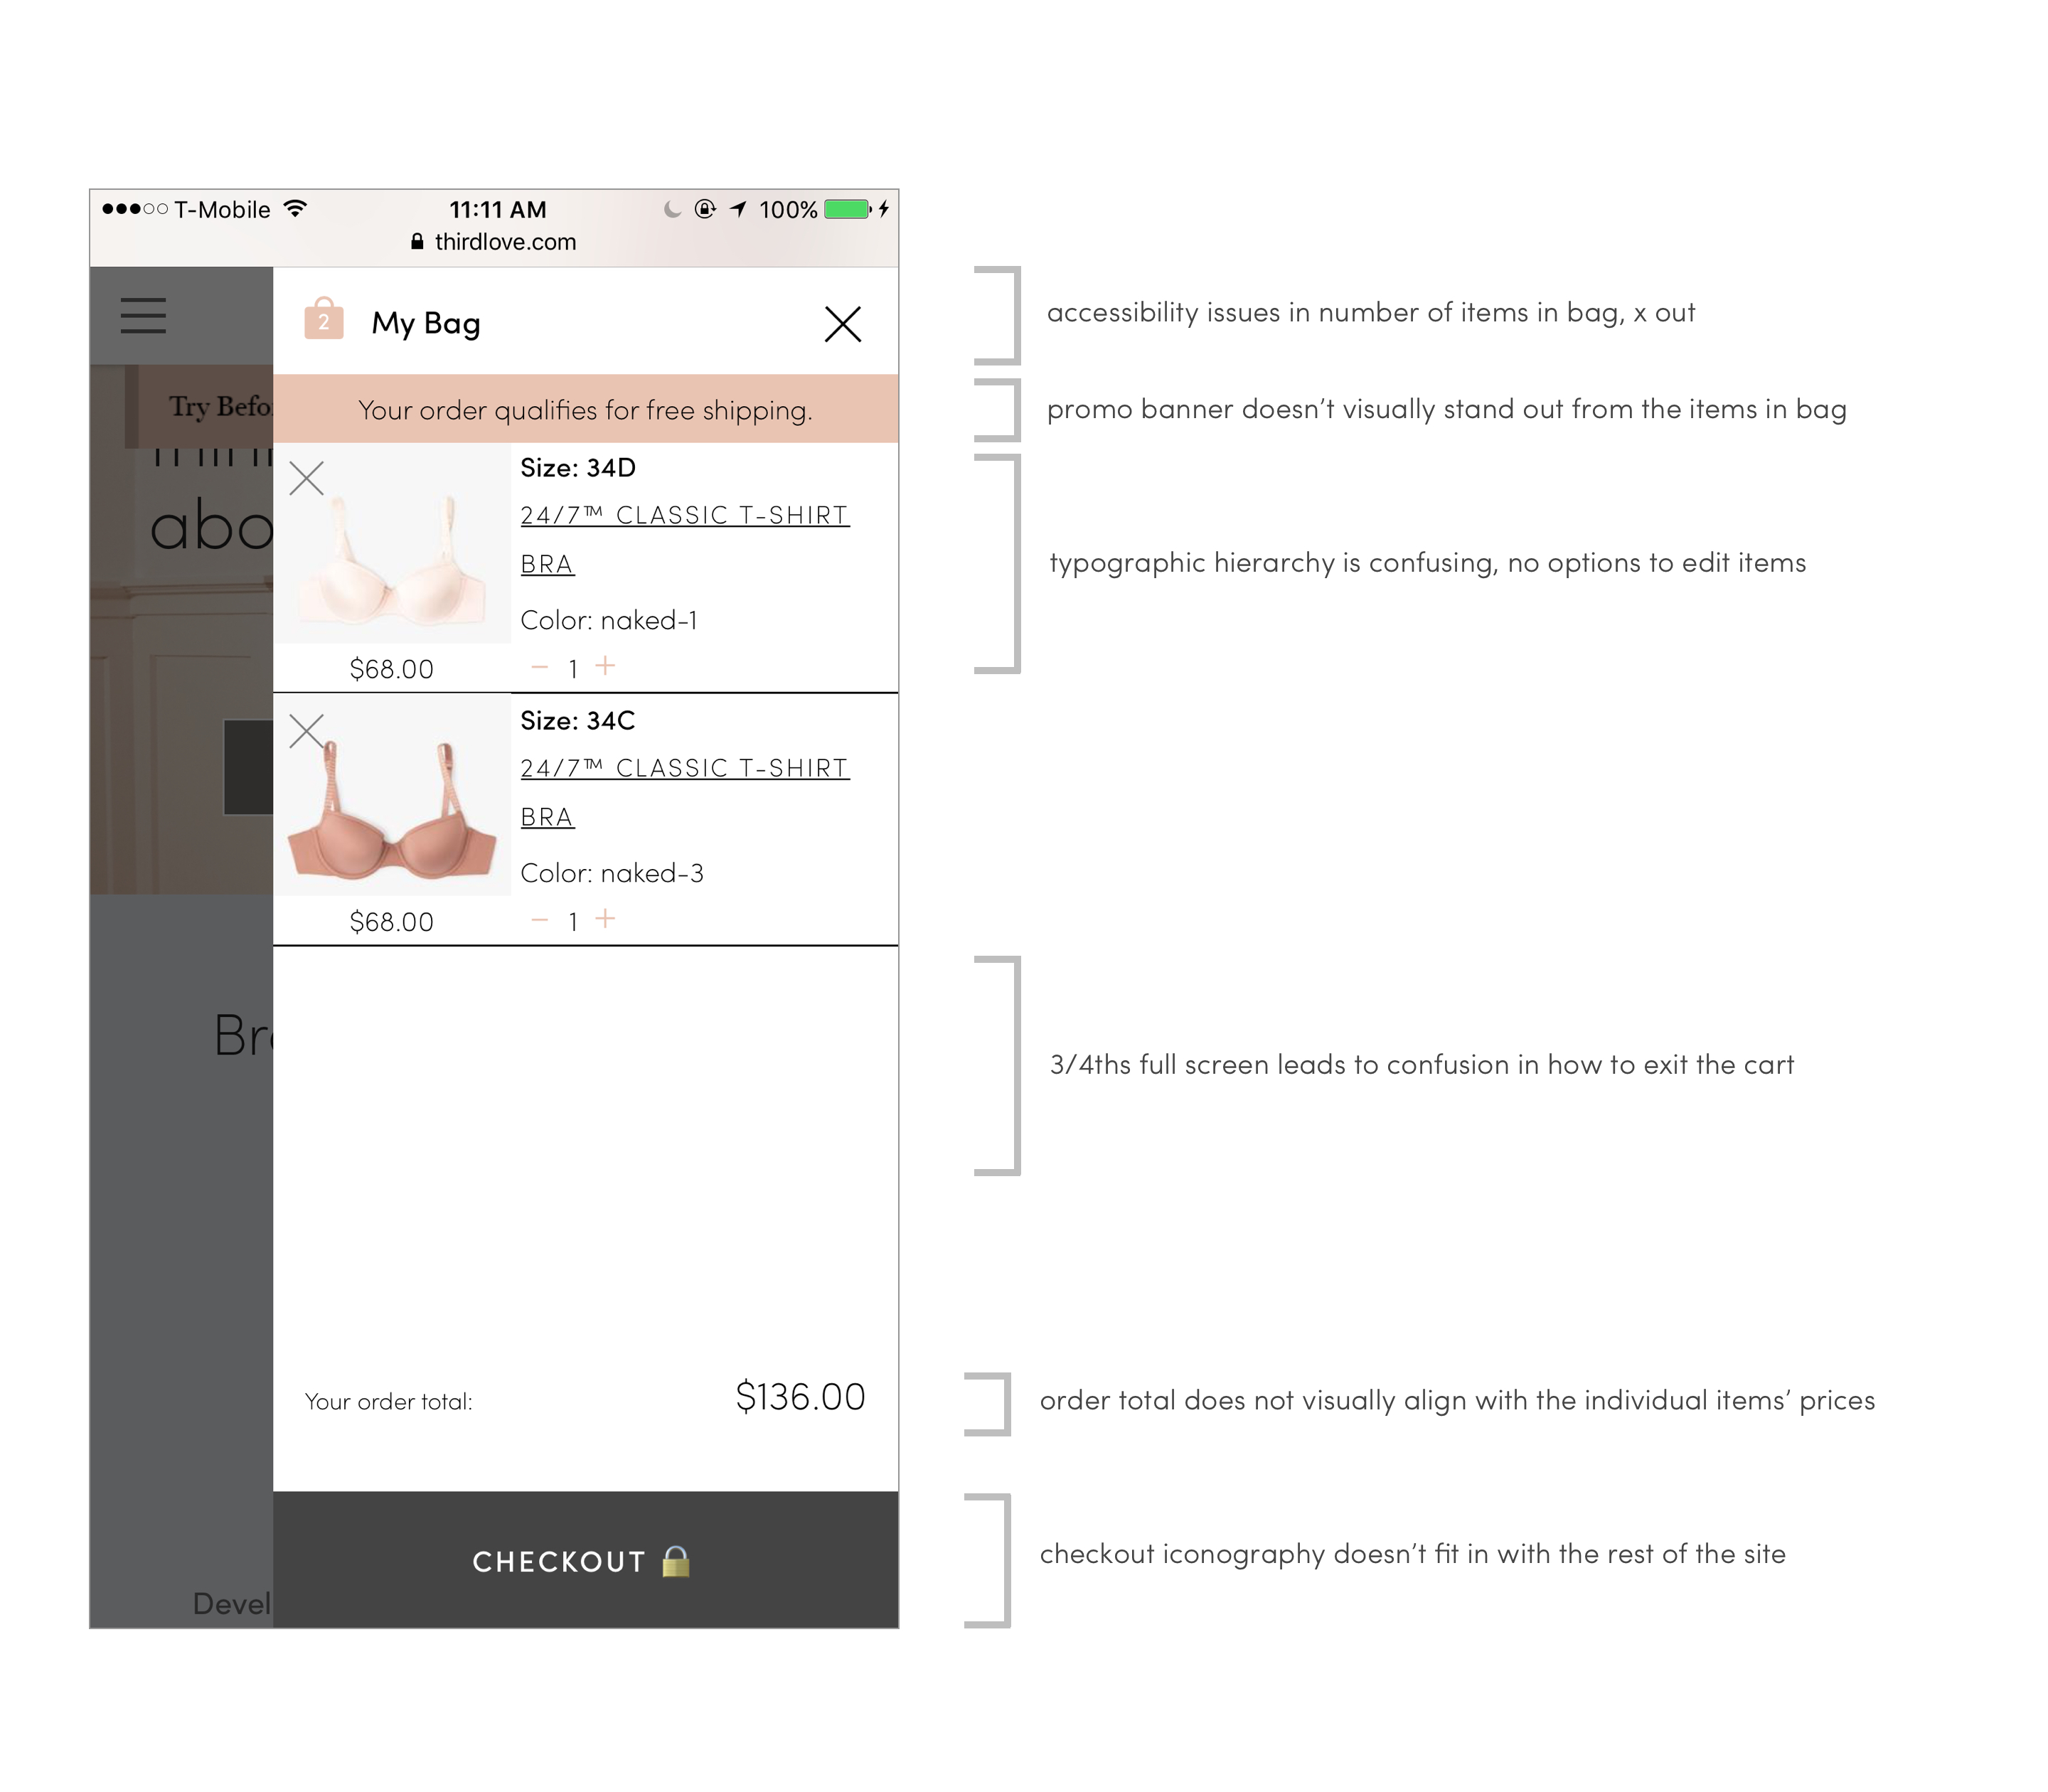 T-Mobile 11:11 AM 100%
thirdlove.com
2 My Bag
accessibility issues in number of items in bag, x out
Try Befo
Your order qualifies for free shipping.
promo banner doesn't visually stand out from the items in bag
abo
Size: 34D
24/7™ CLASSIC T-SHIRT
BRA
Color: naked-1
$68.00 − 1 +
typographic hierarchy is confusing, no options to edit items
Size: 34C
24/7™ CLASSIC T-SHIRT
BRA
Color: naked-3
$68.00 − 1 +
Bre
3/4ths full screen leads to confusion in how to exit the cart
Your order total: $136.00
order total does not visually align with the individual items' prices
CHECKOUT
checkout iconography doesn't fit in with the rest of the site
Devel